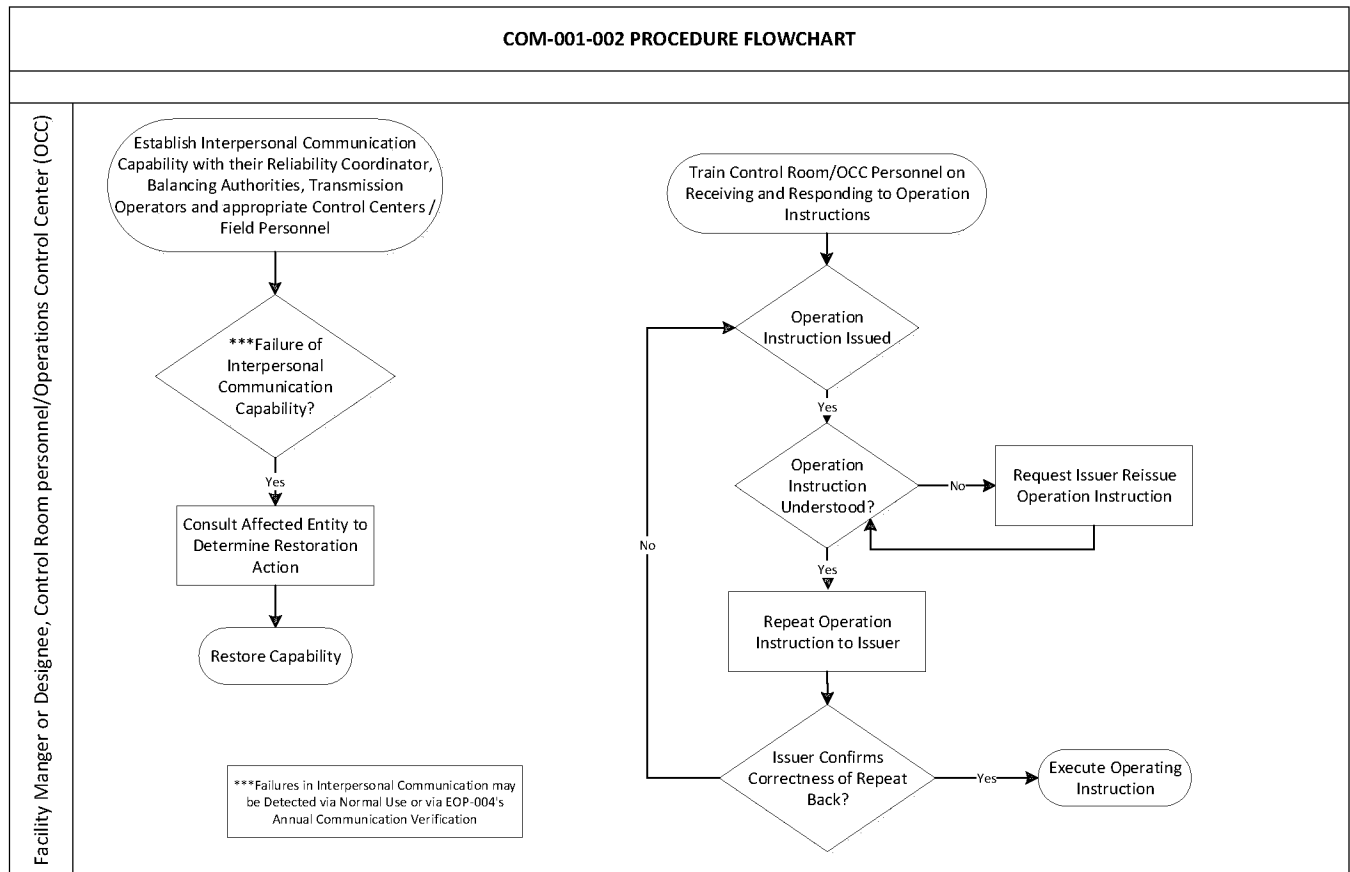 COM-001-002 PROCEDURE FLOWCHART
Facility Manger or Designee, Control Room personnel/Operations Control Center (OCC)
Establish Interpersonal Communication
Capability with their Reliability Coordinator,
Balancing Authorities, Transmission
Operators and appropriate Control Centers /
Field Personnel
***Failure of
Interpersonal
Communication
Capability?
Yes
Consult Affected Entity to
Determine Restoration
Action
Restore Capability
***Failures in Interpersonal Communication may
be Detected via Normal Use or via EOP-004's
Annual Communication Verification
Train Control Room/OCC Personnel on
Receiving and Responding to Operation
Instructions
Operation
Instruction Issued
Yes
Operation
Instruction
Understood?
No
Request Issuer Reissue
Operation Instruction
Yes
Repeat Operation
Instruction to Issuer
Issuer Confirms
Correctness of Repeat
Back?
No
Yes
Execute Operating
Instruction